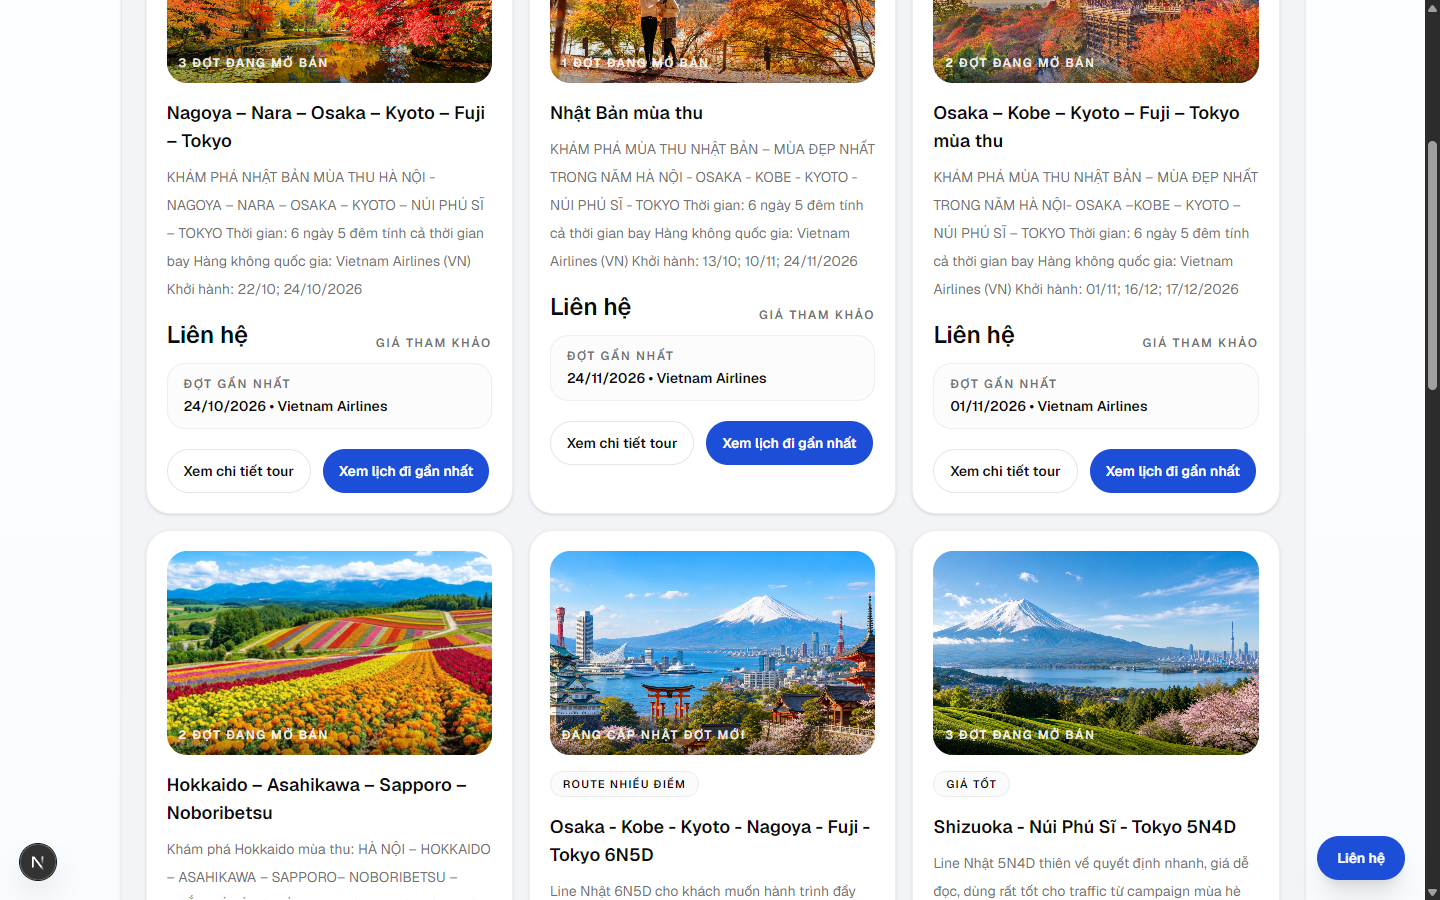 3 ĐỢT ĐANG MỞ BÁN
Nagoya – Nara – Osaka – Kyoto – Fuji
– Tokyo
KHÁM PHÁ NHẬT BẢN MÙA THU HÀ NỘI -
NAGOYA – NARA – OSAKA – KYOTO – NÚI PHÚ SĨ
– TOKYO Thời gian: 6 ngày 5 đêm tính cả thời gian
bay Hàng không quốc gia: Vietnam Airlines (VN)
Khởi hành: 22/10; 24/10/2026
Liên hệ
GIÁ THAM KHẢO
ĐỢT GẦN NHẤT
24/10/2026 • Vietnam Airlines
Xem chi tiết tour
Xem lịch đi gần nhất
1 ĐỢT ĐANG MỞ BÁN
Nhật Bản mùa thu
KHÁM PHÁ MÙA THU NHẬT BẢN – MÙA ĐẸP NHẤT
TRONG NĂM HÀ NỘI - OSAKA - KOBE - KYOTO -
NÚI PHÚ SĨ - TOKYO Thời gian: 6 ngày 5 đêm tính
cả thời gian bay Hàng không quốc gia: Vietnam
Airlines (VN) Khởi hành: 13/10; 10/11; 24/11/2026
Liên hệ
GIÁ THAM KHẢO
ĐỢT GẦN NHẤT
24/11/2026 • Vietnam Airlines
Xem chi tiết tour
Xem lịch đi gần nhất
2 ĐỢT ĐANG MỞ BÁN
Osaka – Kobe – Kyoto – Fuji – Tokyo
mùa thu
KHÁM PHÁ MÙA THU NHẬT BẢN – MÙA ĐẸP NHẤT
TRONG NĂM HÀ NỘI- OSAKA –KOBE – KYOTO –
NÚI PHÚ SĨ – TOKYO Thời gian: 6 ngày 5 đêm tính
cả thời gian bay Hàng không quốc gia: Vietnam
Airlines (VN) Khởi hành: 01/11; 16/12; 17/12/2026
Liên hệ
GIÁ THAM KHẢO
ĐỢT GẦN NHẤT
01/11/2026 • Vietnam Airlines
Xem chi tiết tour
Xem lịch đi gần nhất
2 ĐỢT ĐANG MỞ BÁN
Hokkaido – Asahikawa – Sapporo –
Noboribetsu
Khám phá Hokkaido mùa thu: HÀ NỘI – HOKKAIDO
– ASAHIKAWA – SAPPORO– NOBORIBETSU –
ĐANG CẬP NHẬT ĐỢT MỚI
ROUTE NHIỀU ĐIỂM
Osaka - Kobe - Kyoto - Nagoya - Fuji -
Tokyo 6N5D
Line Nhật 6N5D cho khách muốn hành trình đầy
3 ĐỢT ĐANG MỞ BÁN
GIÁ TỐT
Shizuoka - Núi Phú Sĩ - Tokyo 5N4D
Line Nhật 5N4D thiên về quyết định nhanh, giá dễ
đọc, dùng rất tốt cho traffic từ campaign mùa hè
N
Liên hệ